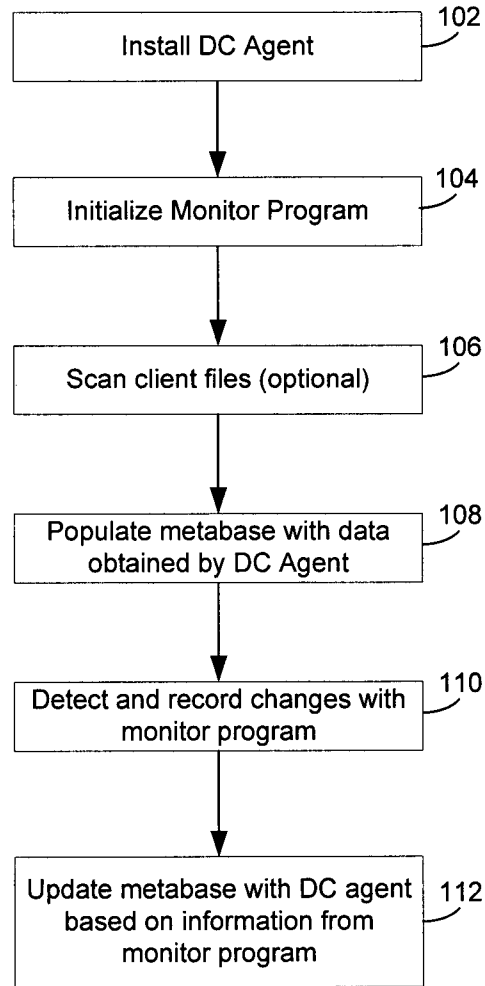 102
Install DC Agent
104
Initialize Monitor Program
106
Scan client files (optional)
108
Populate metabase with data
obtained by DC Agent
110
Detect and record changes with
monitor program
Update metabase with DC agent
based on information from
monitor program
112